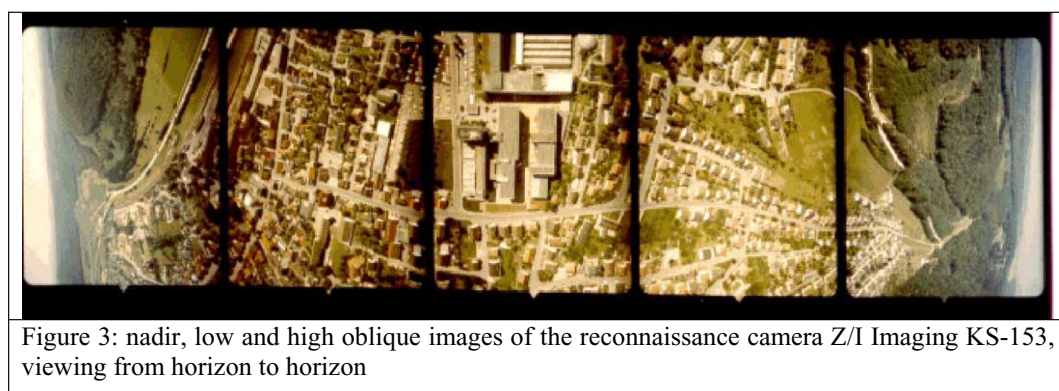 Figure 3: nadir, low and high oblique images of the reconnaissance camera Z/I Imaging KS-153,
viewing from horizon to horizon